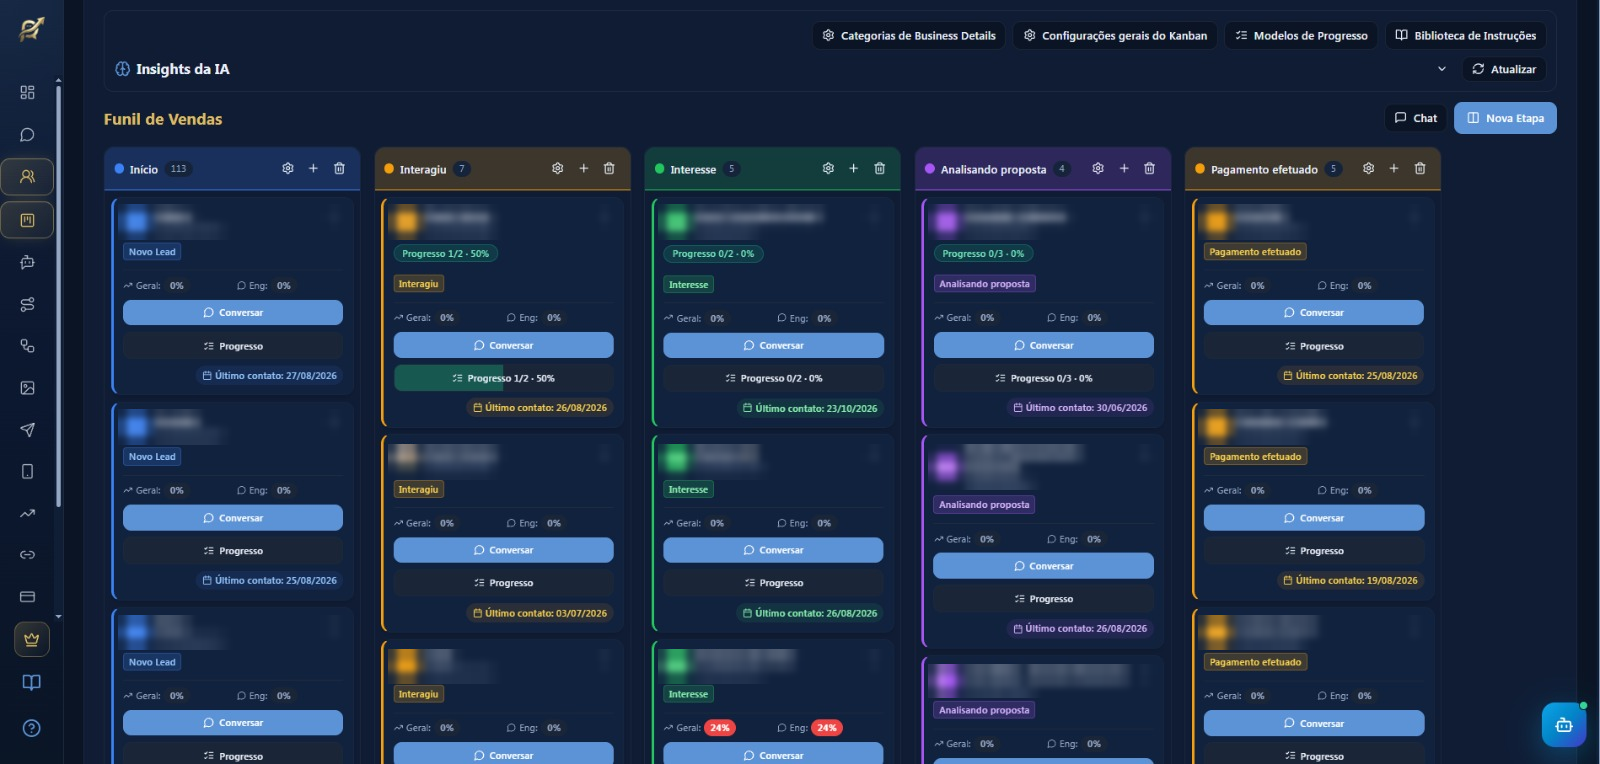 Categorias de Business Details
Configurações gerais do Kanban
Modelos de Progresso
Biblioteca de Instruções
Insights da IA
Atualizar
Funil de Vendas
Chat
Nova Etapa
Início 113
Novo Lead
Geral: 0% Eng: 0%
Conversar
Progresso
Último contato: 27/08/2026
Novo Lead
Geral: 0% Eng: 0%
Conversar
Progresso
Último contato: 25/08/2026
Novo Lead
Geral: 0% Eng: 0%
Conversar
Progresso
Interagiu 7
Progresso 1/2 · 50%
Interagiu
Geral: 0% Eng: 0%
Conversar
Progresso 1/2 · 50%
Último contato: 26/08/2026
Interagiu
Geral: 0% Eng: 0%
Conversar
Progresso
Último contato: 03/07/2026
Interagiu
Geral: 0% Eng: 0%
Conversar
Interesse 5
Progresso 0/2 · 0%
Interesse
Geral: 0% Eng: 0%
Conversar
Progresso 0/2 · 0%
Último contato: 23/10/2026
Interesse
Geral: 0% Eng: 0%
Conversar
Progresso
Último contato: 26/08/2026
Interesse
Geral: 24% Eng: 24%
Conversar
Analisando proposta 4
Progresso 0/3 · 0%
Analisando proposta
Geral: 0% Eng: 0%
Conversar
Progresso 0/3 · 0%
Último contato: 30/06/2026
Analisando proposta
Geral: 0% Eng: 0%
Conversar
Progresso
Último contato: 26/08/2026
Analisando proposta
Geral: 0% Eng: 0%
Pagamento efetuado 5
Pagamento efetuado
Geral: 0% Eng: 0%
Conversar
Progresso
Último contato: 25/08/2026
Pagamento efetuado
Geral: 0% Eng: 0%
Conversar
Progresso
Último contato: 19/08/2026
Pagamento efetuado
Geral: 0% Eng: 0%
Conversar
Progresso